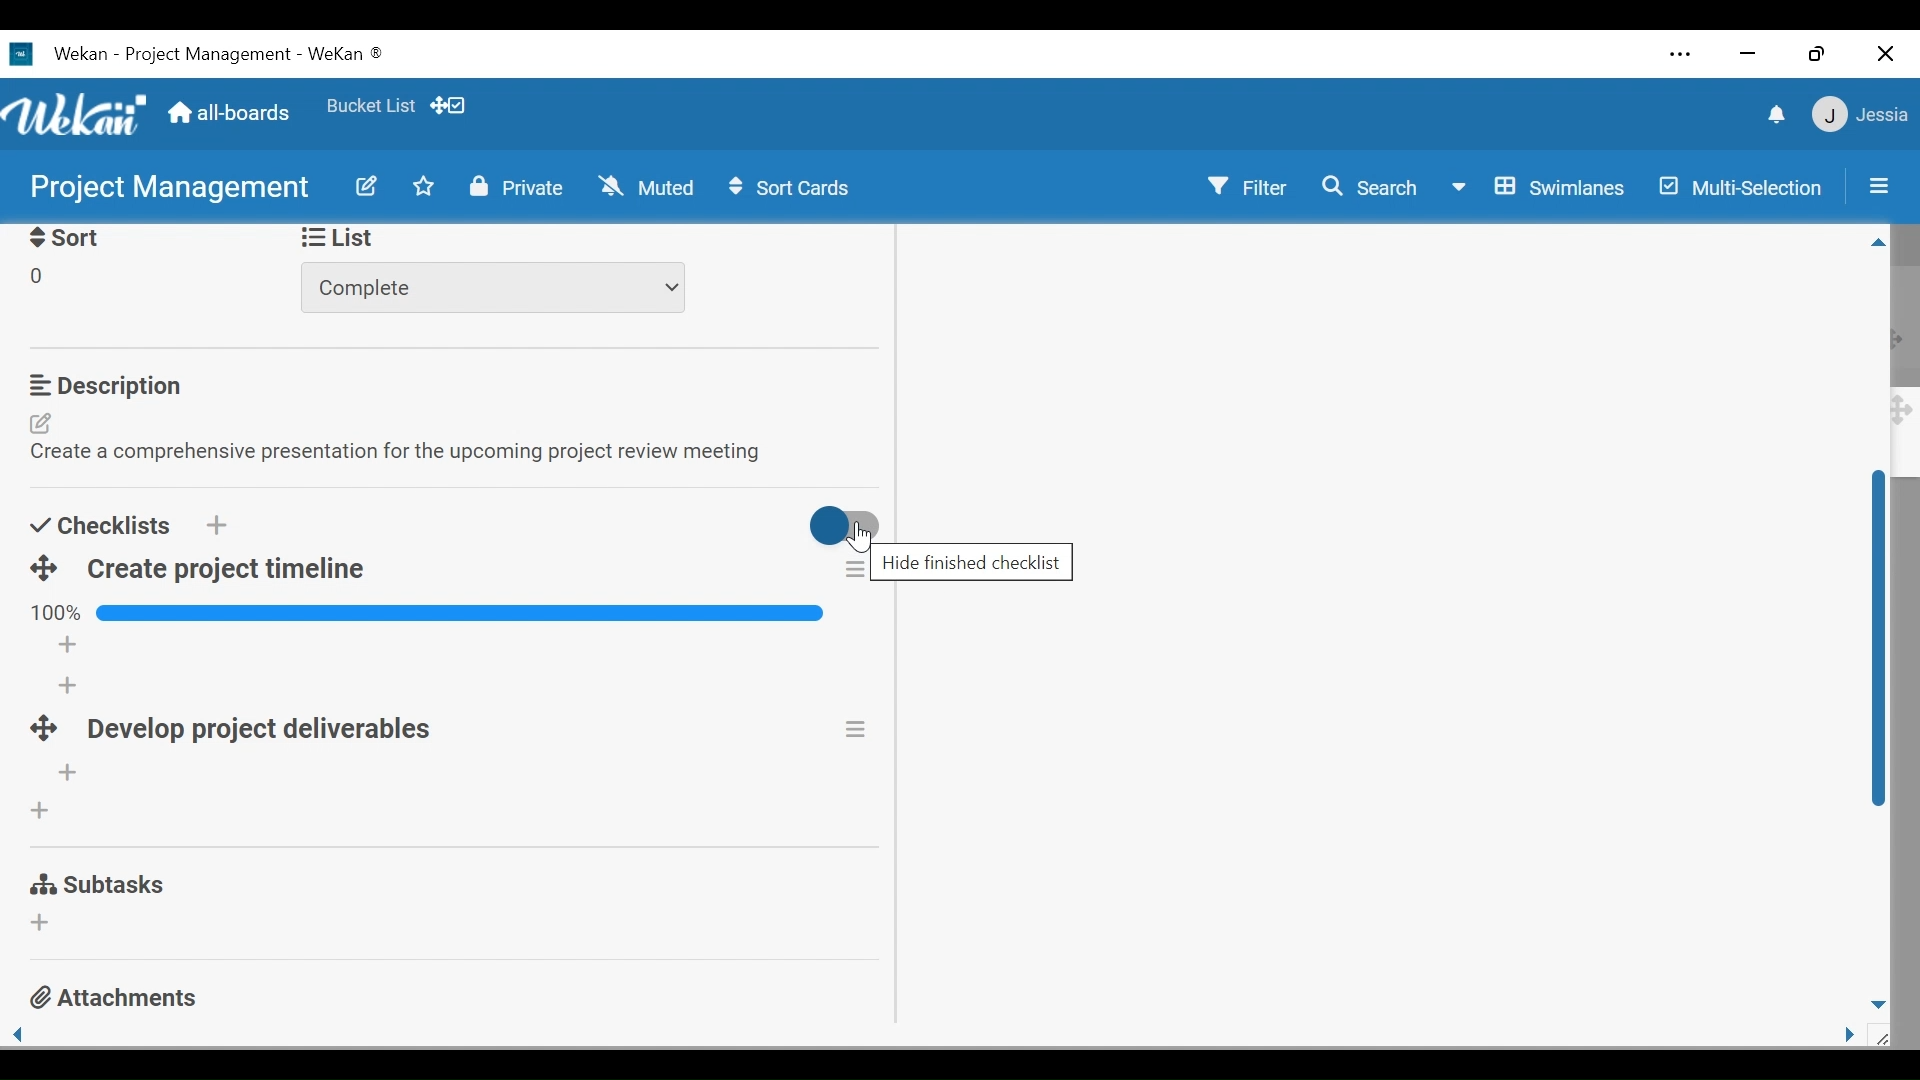 Wekan - Project Management - WeKan ®
Wekan all-boards Bucket List J Jessia
Project Management Private Muted Sort Cards Filter Search Swimlanes Multi-Selection
Sort List
0 Complete
Description
Create a comprehensive presentation for the upcoming project review meeting
Checklists
Hide finished checklist
Create project timeline
100%
Develop project deliverables
Subtasks
Attachments